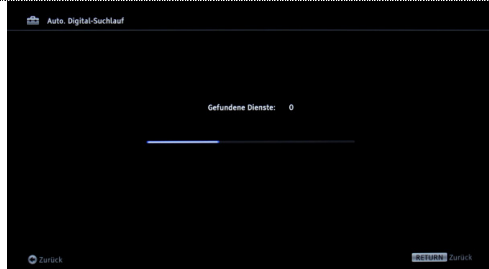 Auto. Digital-Suchlauf
Gefundene Dienste: 0
Zurück
RETURN Zurück